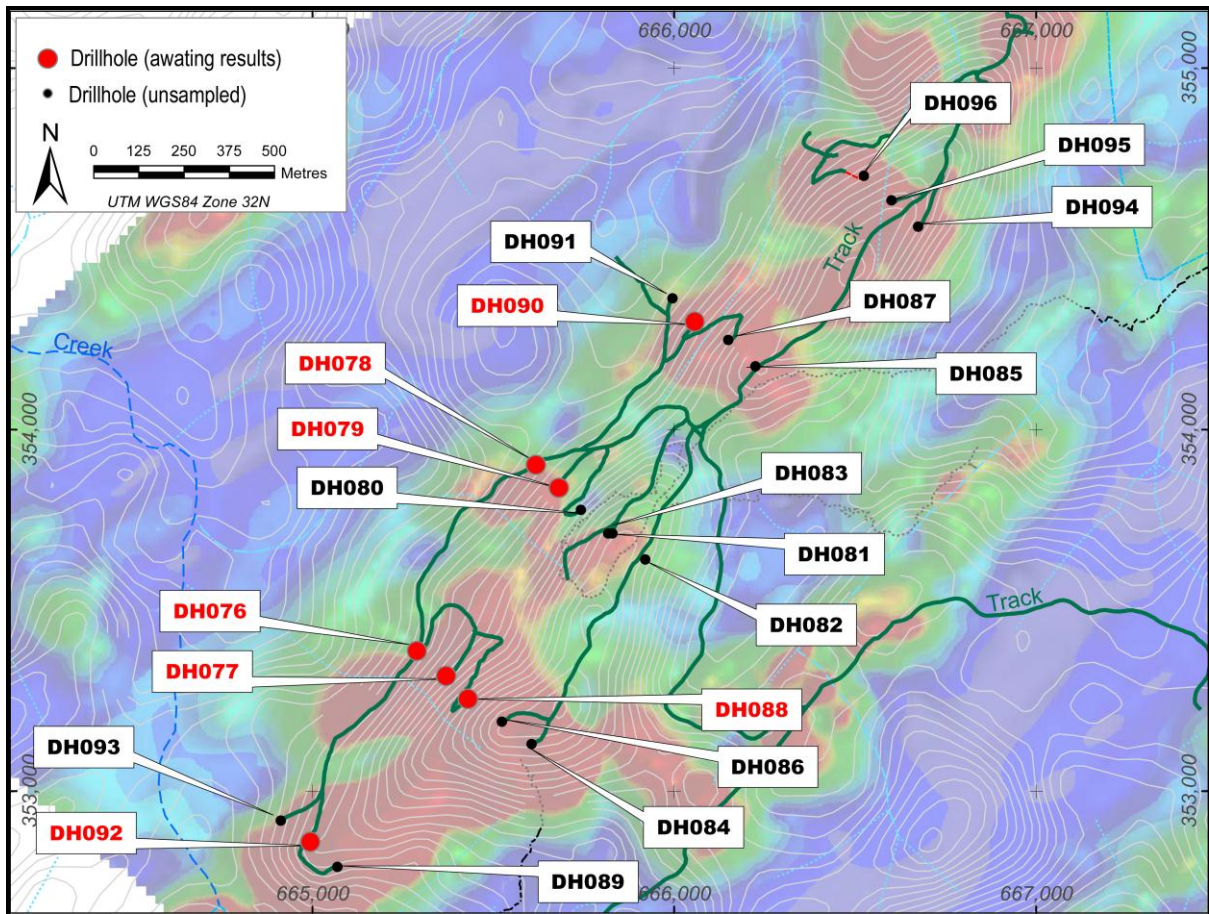 Drillhole (awating results)
Drillhole (unsampled)
N
0 125 250 375 500
Metres
UTM WGS84 Zone 32N
666,000
667,000
355,000
355,000
DH096
DH095
DH094
DH091
DH090
Track
DH087
DH085
Creek
DH078
DH079
DH080
354,000
354,000
DH083
DH081
DH082
Track
DH076
DH077
DH088
DH086
DH084
DH093
DH092
DH089
353,000
353,000
665,000
666,000
667,000